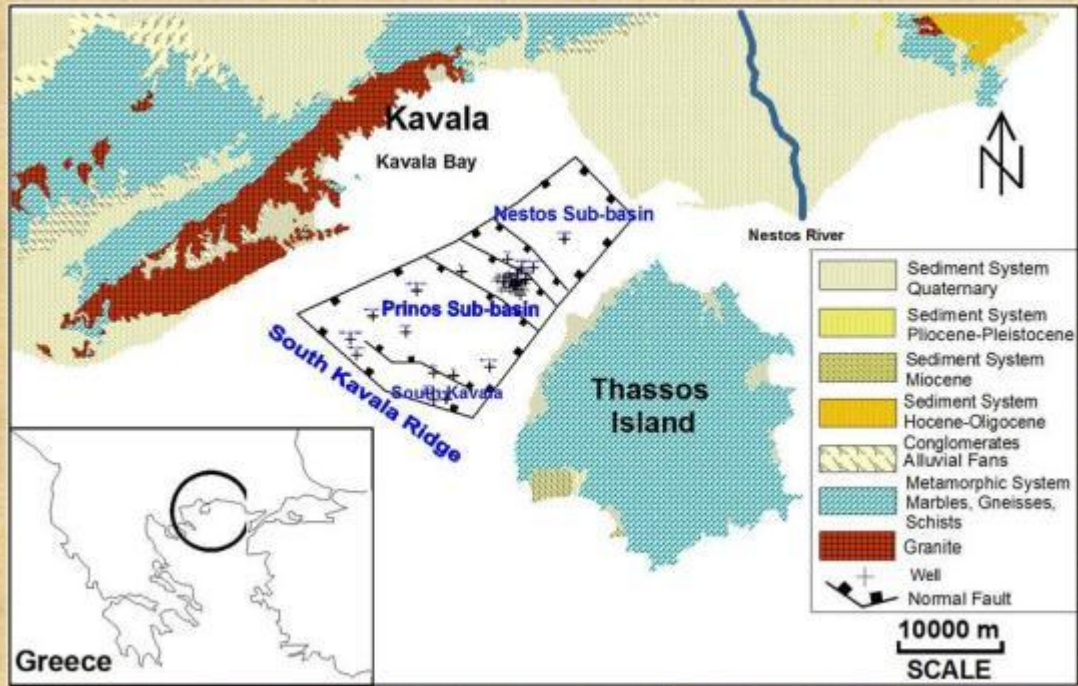 Kavala
Kavala Bay
Nestos Sub-basin
Nestos River
Prinos Sub-basin
South Kavala
South Kavala Ridge
Thassos
Island
N
Sediment System
Quaternary
Sediment System
Pliocene-Pleistocene
Sediment System
Miocene
Sediment System
Hocene-Oligocene
Conglomerates
Alluvial Fans
Metamorphic System
Marbles, Gneisses,
Schists
Granite
Well
Normal Fault
10000 m
SCALE
Greece